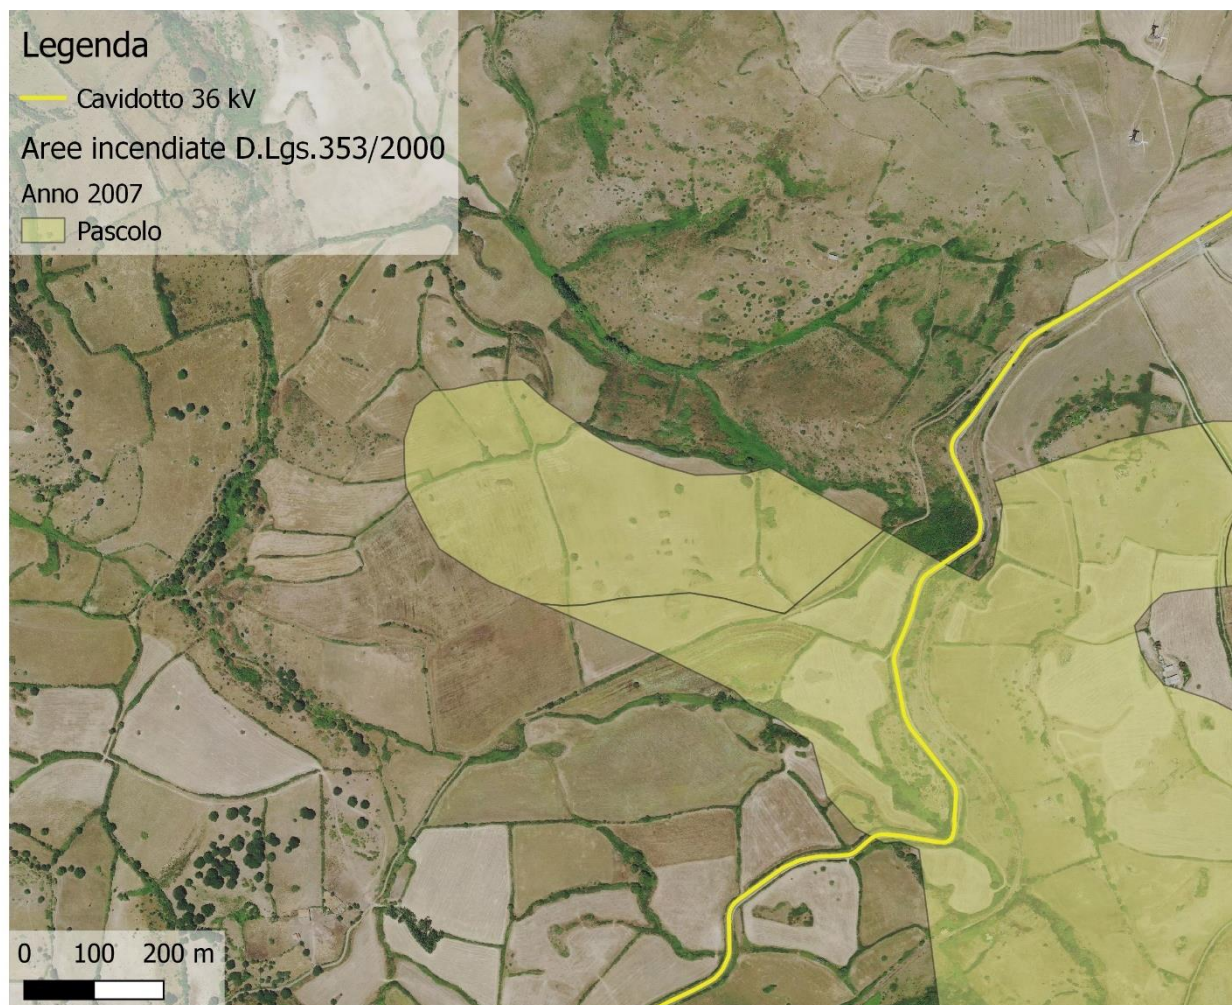 Legenda
Cavidotto 36 kV
Aree incendiate D.Lgs.353/2000
Anno 2007
Pascolo
0 100 200 m